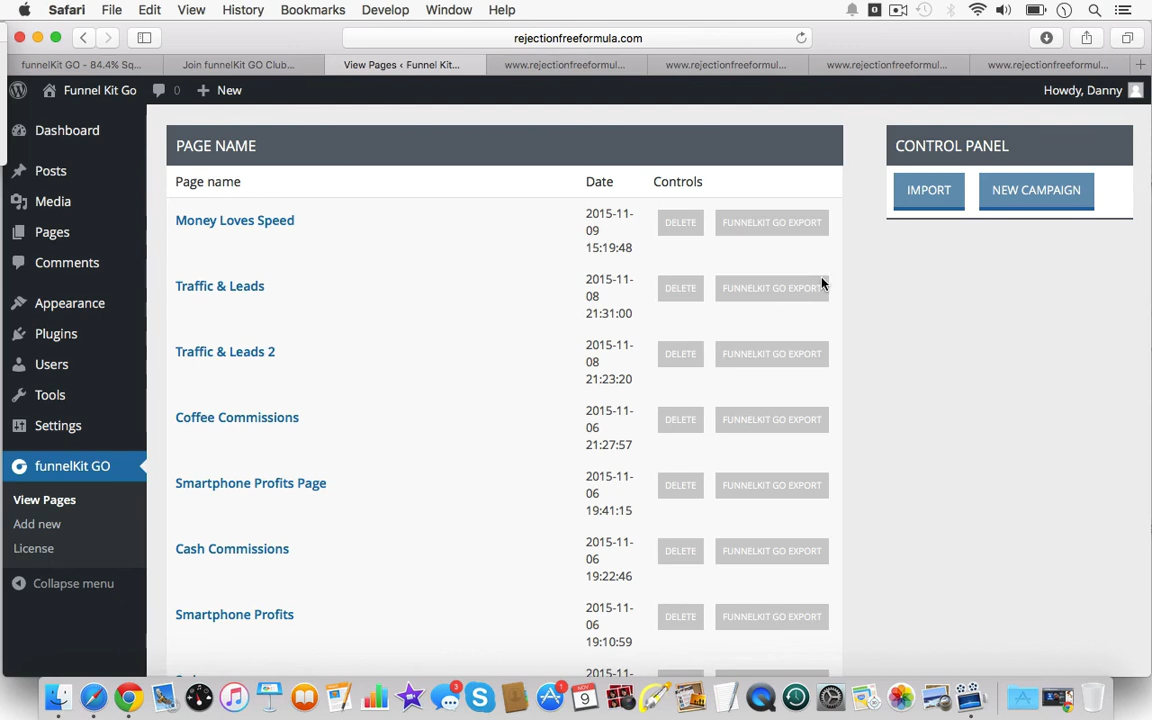 Safari File Edit View History Bookmarks Develop Window Help
rejectionfreeformula.com
funnelKit GO - 84.4% Sq... Join funnelKit GO Club... View Pages ‹ Funnel Kit... www.rejectionfreeformul... www.rejectionfreeformul... www.rejectionfreeformul... www.rejectionfreeformul...
Funnel Kit Go 0 + New Howdy, Danny
Dashboard
Posts
Media
Pages
Comments
Appearance
Plugins
Users
Tools
Settings
funnelKit GO
View Pages
Add new
License
Collapse menu
PAGE NAME
Page name Date Controls
Money Loves Speed 2015-11-
09
15:19:48 DELETE FUNNELKIT GO EXPORT
Traffic & Leads 2015-11-
08
21:31:00 DELETE FUNNELKIT GO EXPORT
Traffic & Leads 2 2015-11-
08
21:23:20 DELETE FUNNELKIT GO EXPORT
Coffee Commissions 2015-11-
06
21:27:57 DELETE FUNNELKIT GO EXPORT
Smartphone Profits Page 2015-11-
06
19:41:15 DELETE FUNNELKIT GO EXPORT
Cash Commissions 2015-11-
06
19:22:46 DELETE FUNNELKIT GO EXPORT
Smartphone Profits 2015-11-
06
19:10:59 DELETE FUNNELKIT GO EXPORT
2015-11-
CONTROL PANEL
IMPORT NEW CAMPAIGN
3
1
NOV
9